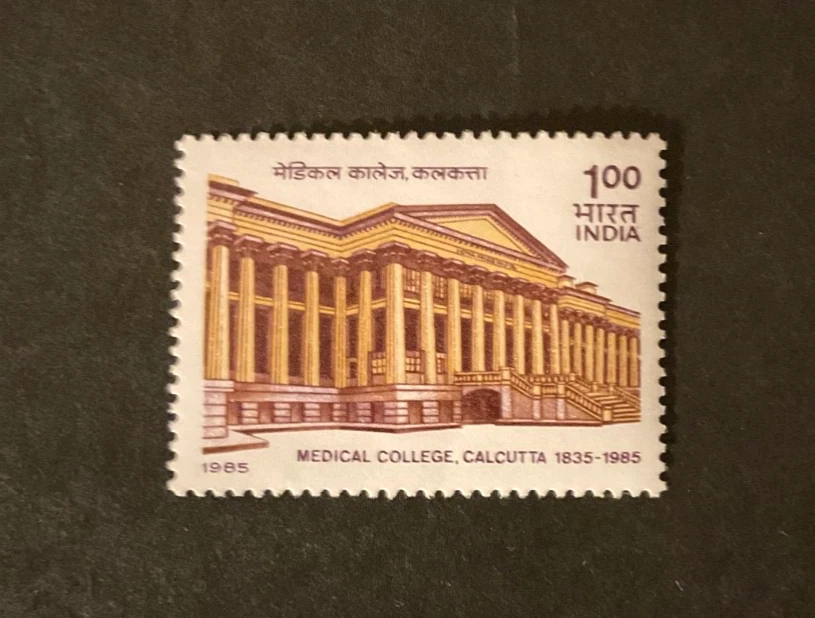 मेडिकल कालेज, कलकत्ता
1.00
भारत
INDIA
MEDICAL COLLEGE, CALCUTTA 1835-1985
1985